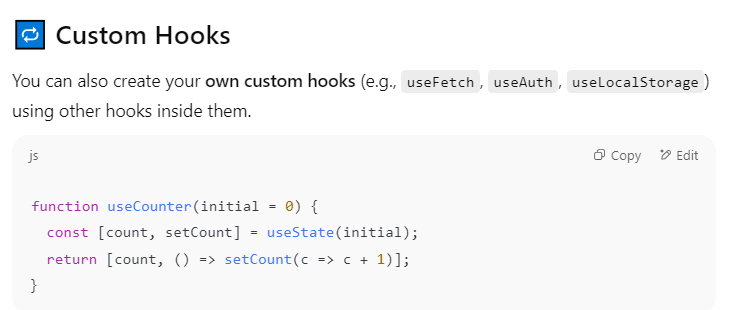 🔁 Custom Hooks
You can also create your own custom hooks (e.g., useFetch, useAuth, useLocalStorage)
using other hooks inside them.
js Copy Edit
function useCounter(initial = 0) {
  const [count, setCount] = useState(initial);
  return [count, () => setCount(c => c + 1)];
}